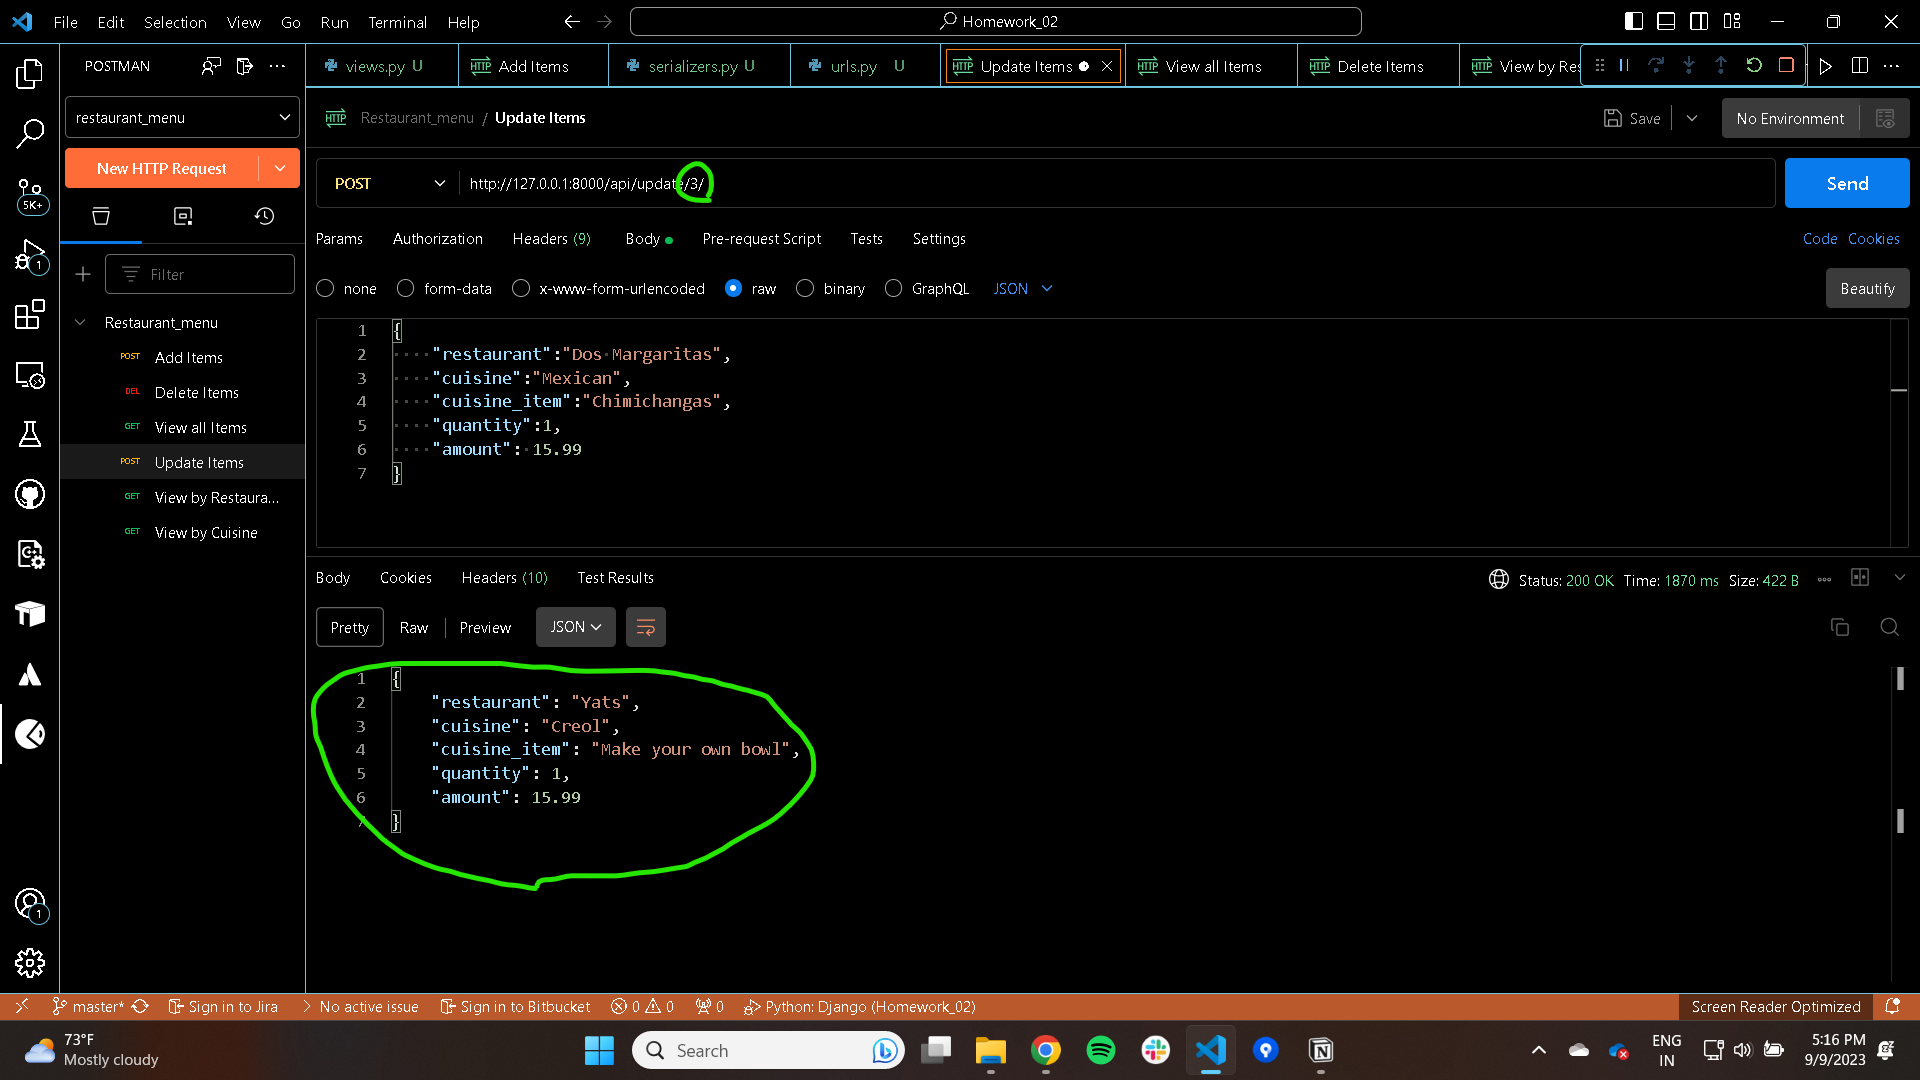 File Edit Selection View Go Run Terminal Help
Homework_02
POSTMAN
views.py U
HTTP Add Items
serializers.py U
urls.py U
HTTP Update Items
HTTP View all Items
HTTP Delete Items
HTTP View by Res
restaurant_menu
HTTP Restaurant_menu / Update Items
Save
No Environment
New HTTP Request
POST
http://127.0.0.1:8000/api/update/3/
Send
5K+
Params Authorization Headers (9) Body Pre-request Script Tests Settings
Code Cookies
1
Filter
none form-data x-www-form-urlencoded raw binary GraphQL JSON
Beautify
Restaurant_menu
POST Add Items
DEL Delete Items
GET View all Items
POST Update Items
GET View by Restaura...
GET View by Cuisine
1 {
2 ····"restaurant":"Dos·Margaritas",
3 ····"cuisine":"Mexican",
4 ····"cuisine_item":"Chimichangas",
5 ····"quantity":1,
6 ····"amount":·15.99
7 }
Body Cookies Headers (10) Test Results
Status: 200 OK Time: 1870 ms Size: 422 B
Pretty Raw Preview JSON
1 {
2 "restaurant": "Yats",
3 "cuisine": "Creol",
4 "cuisine_item": "Make your own bowl",
5 "quantity": 1,
6 "amount": 15.99
7 }
1
master* Sign in to Jira No active issue Sign in to Bitbucket 0 0 0 Python: Django (Homework_02)
Screen Reader Optimized
73°F
Mostly cloudy
Search
ENG
IN
5:16 PM
9/9/2023